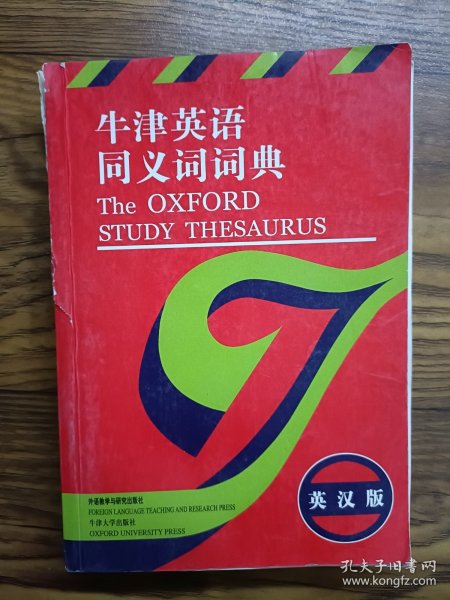 牛津英语
同义词词典
The OXFORD
STUDY THESAURUS
外语教学与研究出版社
FOREIGN LANGUAGE TEACHING AND RESEARCH PRESS
牛津大学出版社
OXFORD UNIVERSITY PRESS
英汉版
孔夫子旧书网
www.kongfz.com